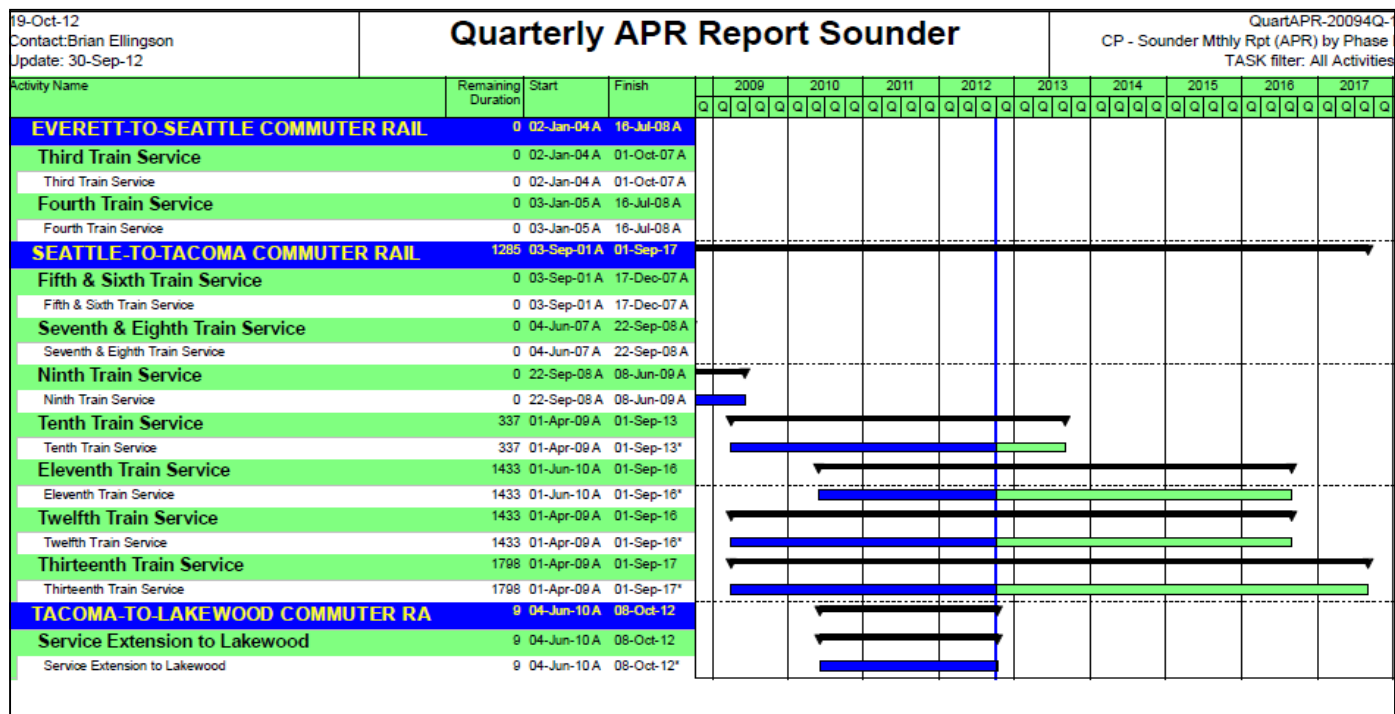 19-Oct-12
Contact:Brian Ellingson
Update: 30-Sep-12
Quarterly APR Report Sounder
QuartAPR-20094Q-1
CP - Sounder Mthly Rpt (APR) by Phase
TASK filter: All Activities
Activity Name Remaining Duration Start Finish 2009 2010 2011 2012 2013 2014 2015 2016 2017
Q Q Q Q Q Q Q Q Q Q Q Q Q Q Q Q Q Q Q Q Q Q Q Q Q Q Q Q Q Q Q Q Q Q Q Q Q
EVERETT-TO-SEATTLE COMMUTER RAIL 0 02-Jan-04 A 16-Jul-08 A
Third Train Service 0 02-Jan-04 A 01-Oct-07 A
Third Train Service 0 02-Jan-04 A 01-Oct-07 A
Fourth Train Service 0 03-Jan-05 A 16-Jul-08 A
Fourth Train Service 0 03-Jan-05 A 16-Jul-08 A
SEATTLE-TO-TACOMA COMMUTER RAIL 1285 03-Sep-01 A 01-Sep-17
Fifth & Sixth Train Service 0 03-Sep-01 A 17-Dec-07 A
Fifth & Sixth Train Service 0 03-Sep-01 A 17-Dec-07 A
Seventh & Eighth Train Service 0 04-Jun-07 A 22-Sep-08 A
Seventh & Eighth Train Service 0 04-Jun-07 A 22-Sep-08 A
Ninth Train Service 0 22-Sep-08 A 08-Jun-09 A
Ninth Train Service 0 22-Sep-08 A 08-Jun-09 A
Tenth Train Service 337 01-Apr-09 A 01-Sep-13
Tenth Train Service 337 01-Apr-09 A 01-Sep-13*
Eleventh Train Service 1433 01-Jun-10 A 01-Sep-16
Eleventh Train Service 1433 01-Jun-10 A 01-Sep-16*
Twelfth Train Service 1433 01-Apr-09 A 01-Sep-16
Twelfth Train Service 1433 01-Apr-09 A 01-Sep-16*
Thirteenth Train Service 1798 01-Apr-09 A 01-Sep-17
Thirteenth Train Service 1798 01-Apr-09 A 01-Sep-17*
TACOMA-TO-LAKEWOOD COMMUTER RA 9 04-Jun-10 A 08-Oct-12
Service Extension to Lakewood 9 04-Jun-10 A 08-Oct-12
Service Extension to Lakewood 9 04-Jun-10 A 08-Oct-12*